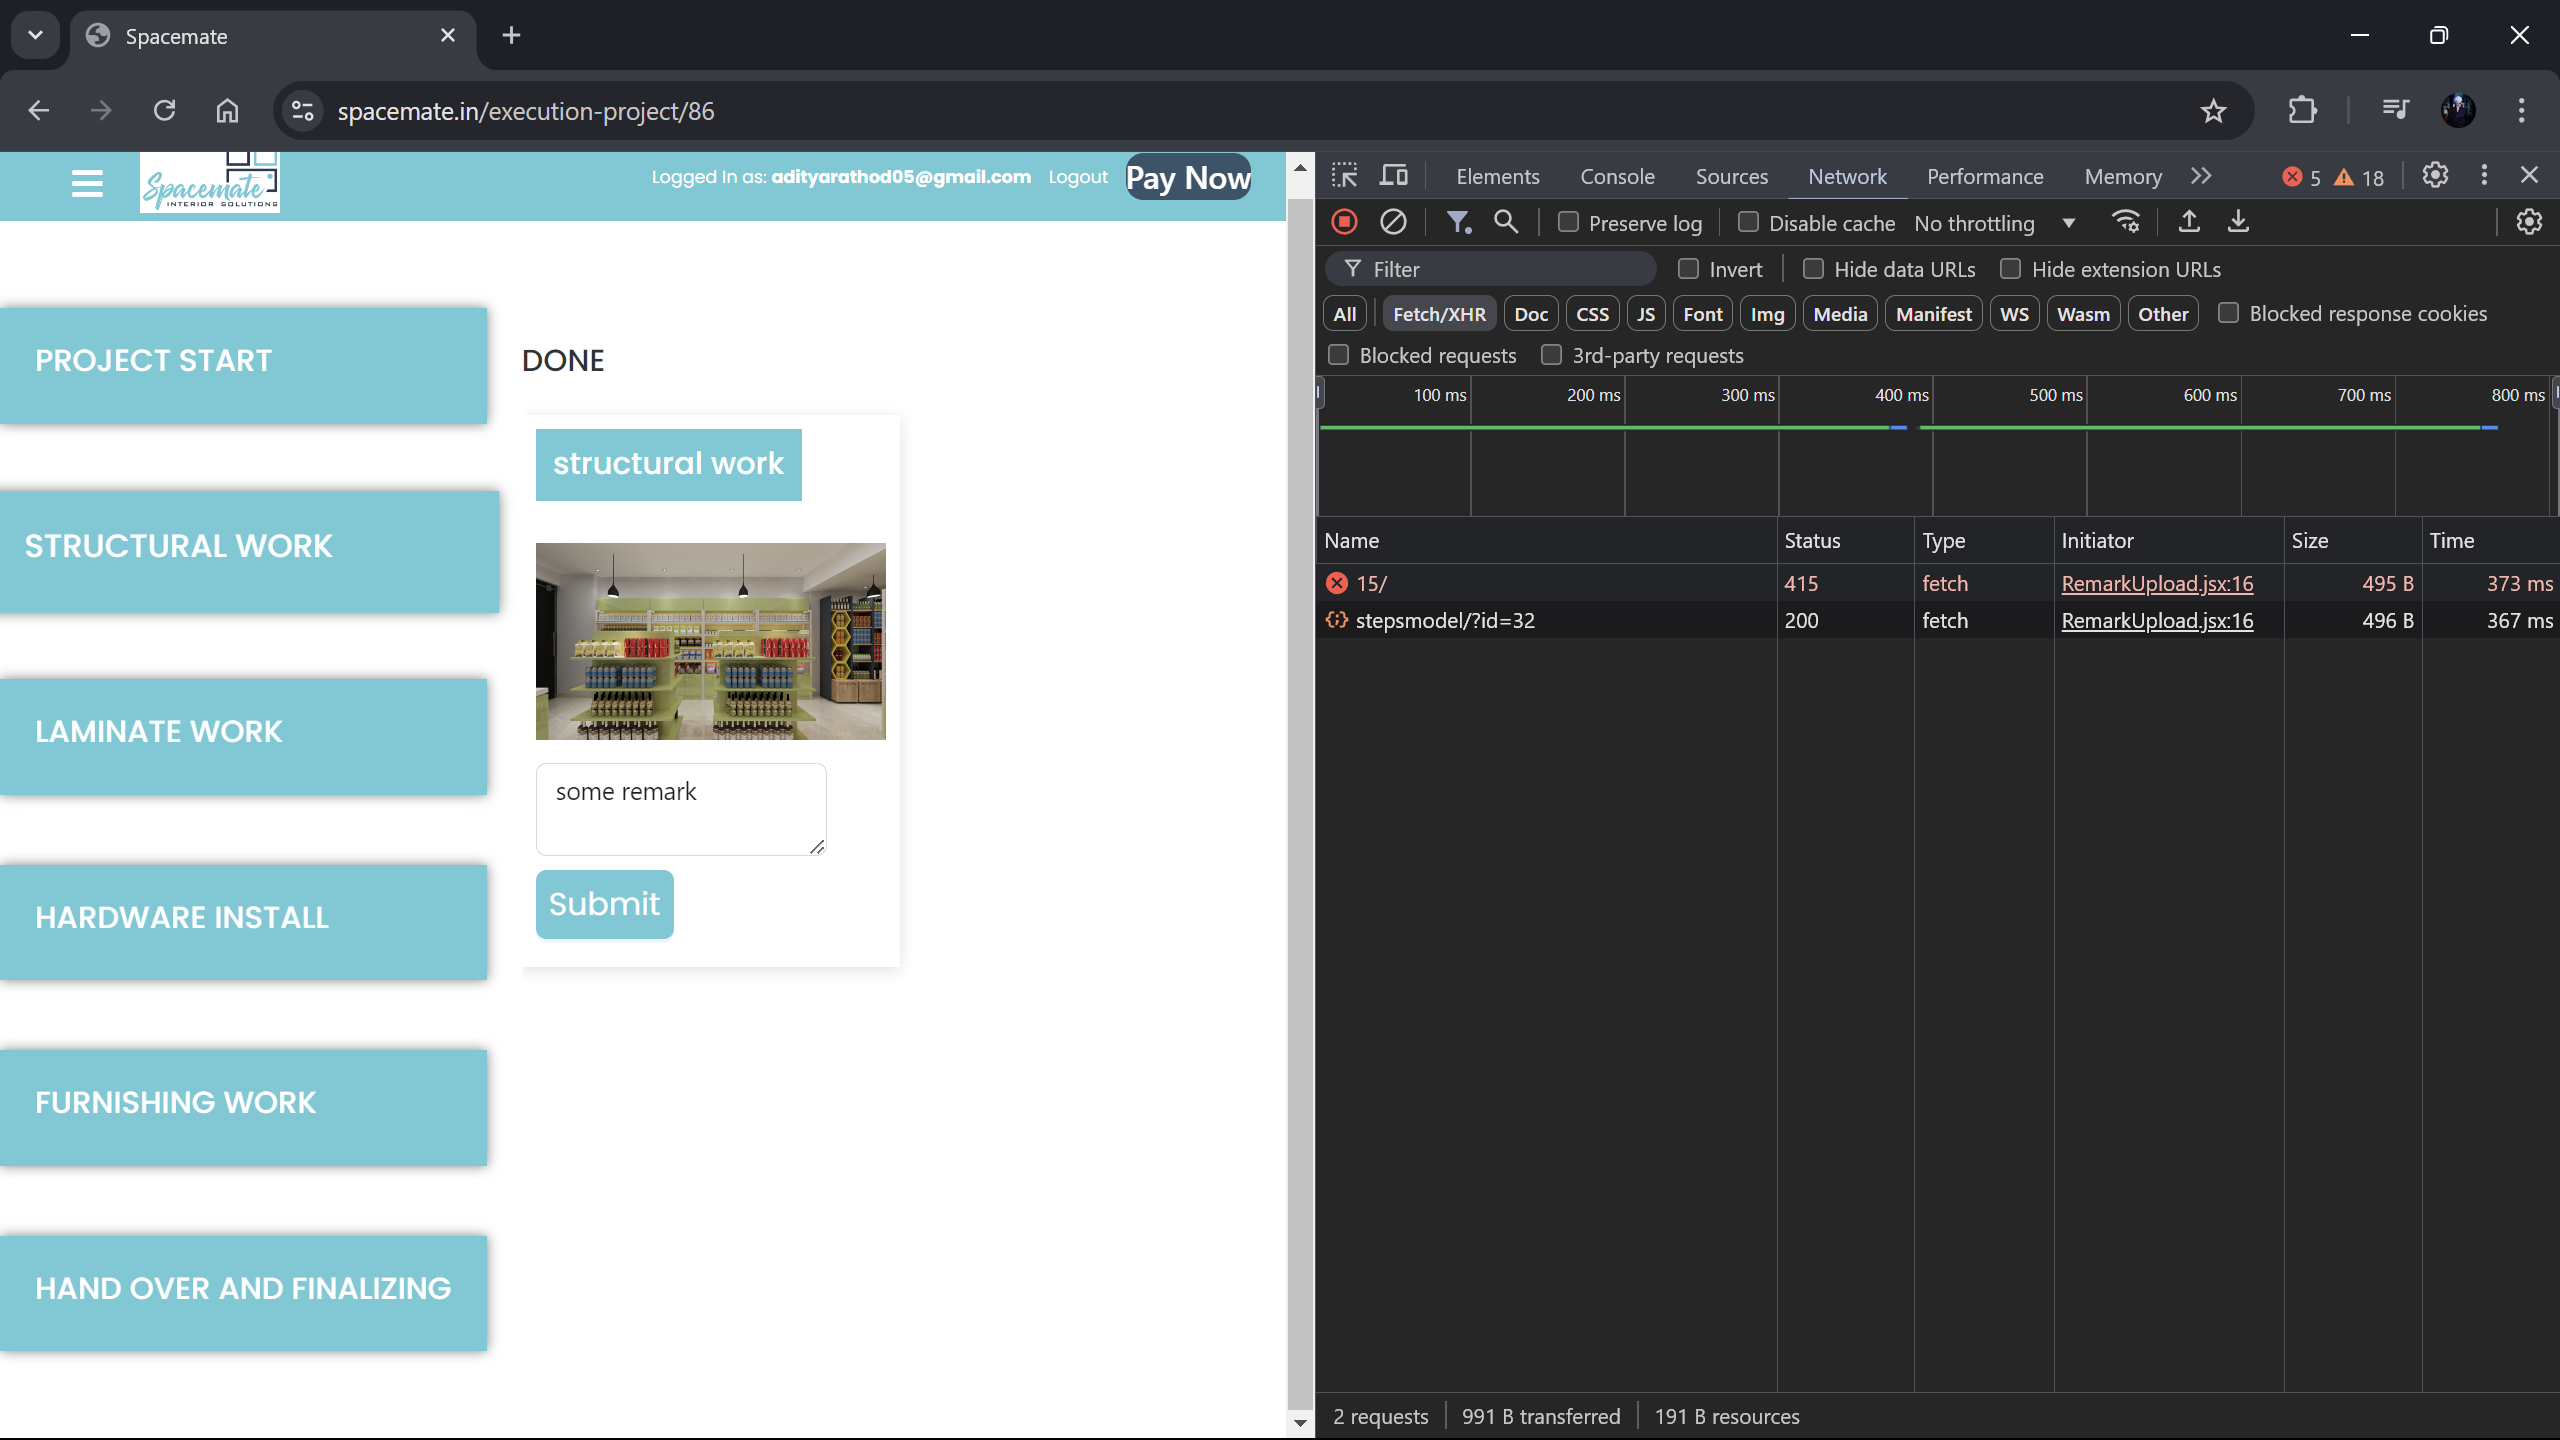 Spacemate
spacemate.in/execution-project/86
Spacemate
INTERIOR SOLUTIONS
Logged In as: adityarathod05@gmail.com Logout Pay Now
PROJECT START
STRUCTURAL WORK
LAMINATE WORK
HARDWARE INSTALL
FURNISHING WORK
HAND OVER AND FINALIZING
DONE
structural work
some remark
Submit
Elements Console Sources Network Performance Memory 5 18
Preserve log Disable cache No throttling
Filter Invert Hide data URLs Hide extension URLs
All Fetch/XHR Doc CSS JS Font Img Media Manifest WS Wasm Other Blocked response cookies
Blocked requests 3rd-party requests
100 ms 200 ms 300 ms 400 ms 500 ms 600 ms 700 ms 800 ms
Name Status Type Initiator Size Time
15/ 415 fetch RemarkUpload.jsx:16 495 B 373 ms
stepsmodel/?id=32 200 fetch RemarkUpload.jsx:16 496 B 367 ms
2 requests 991 B transferred 191 B resources